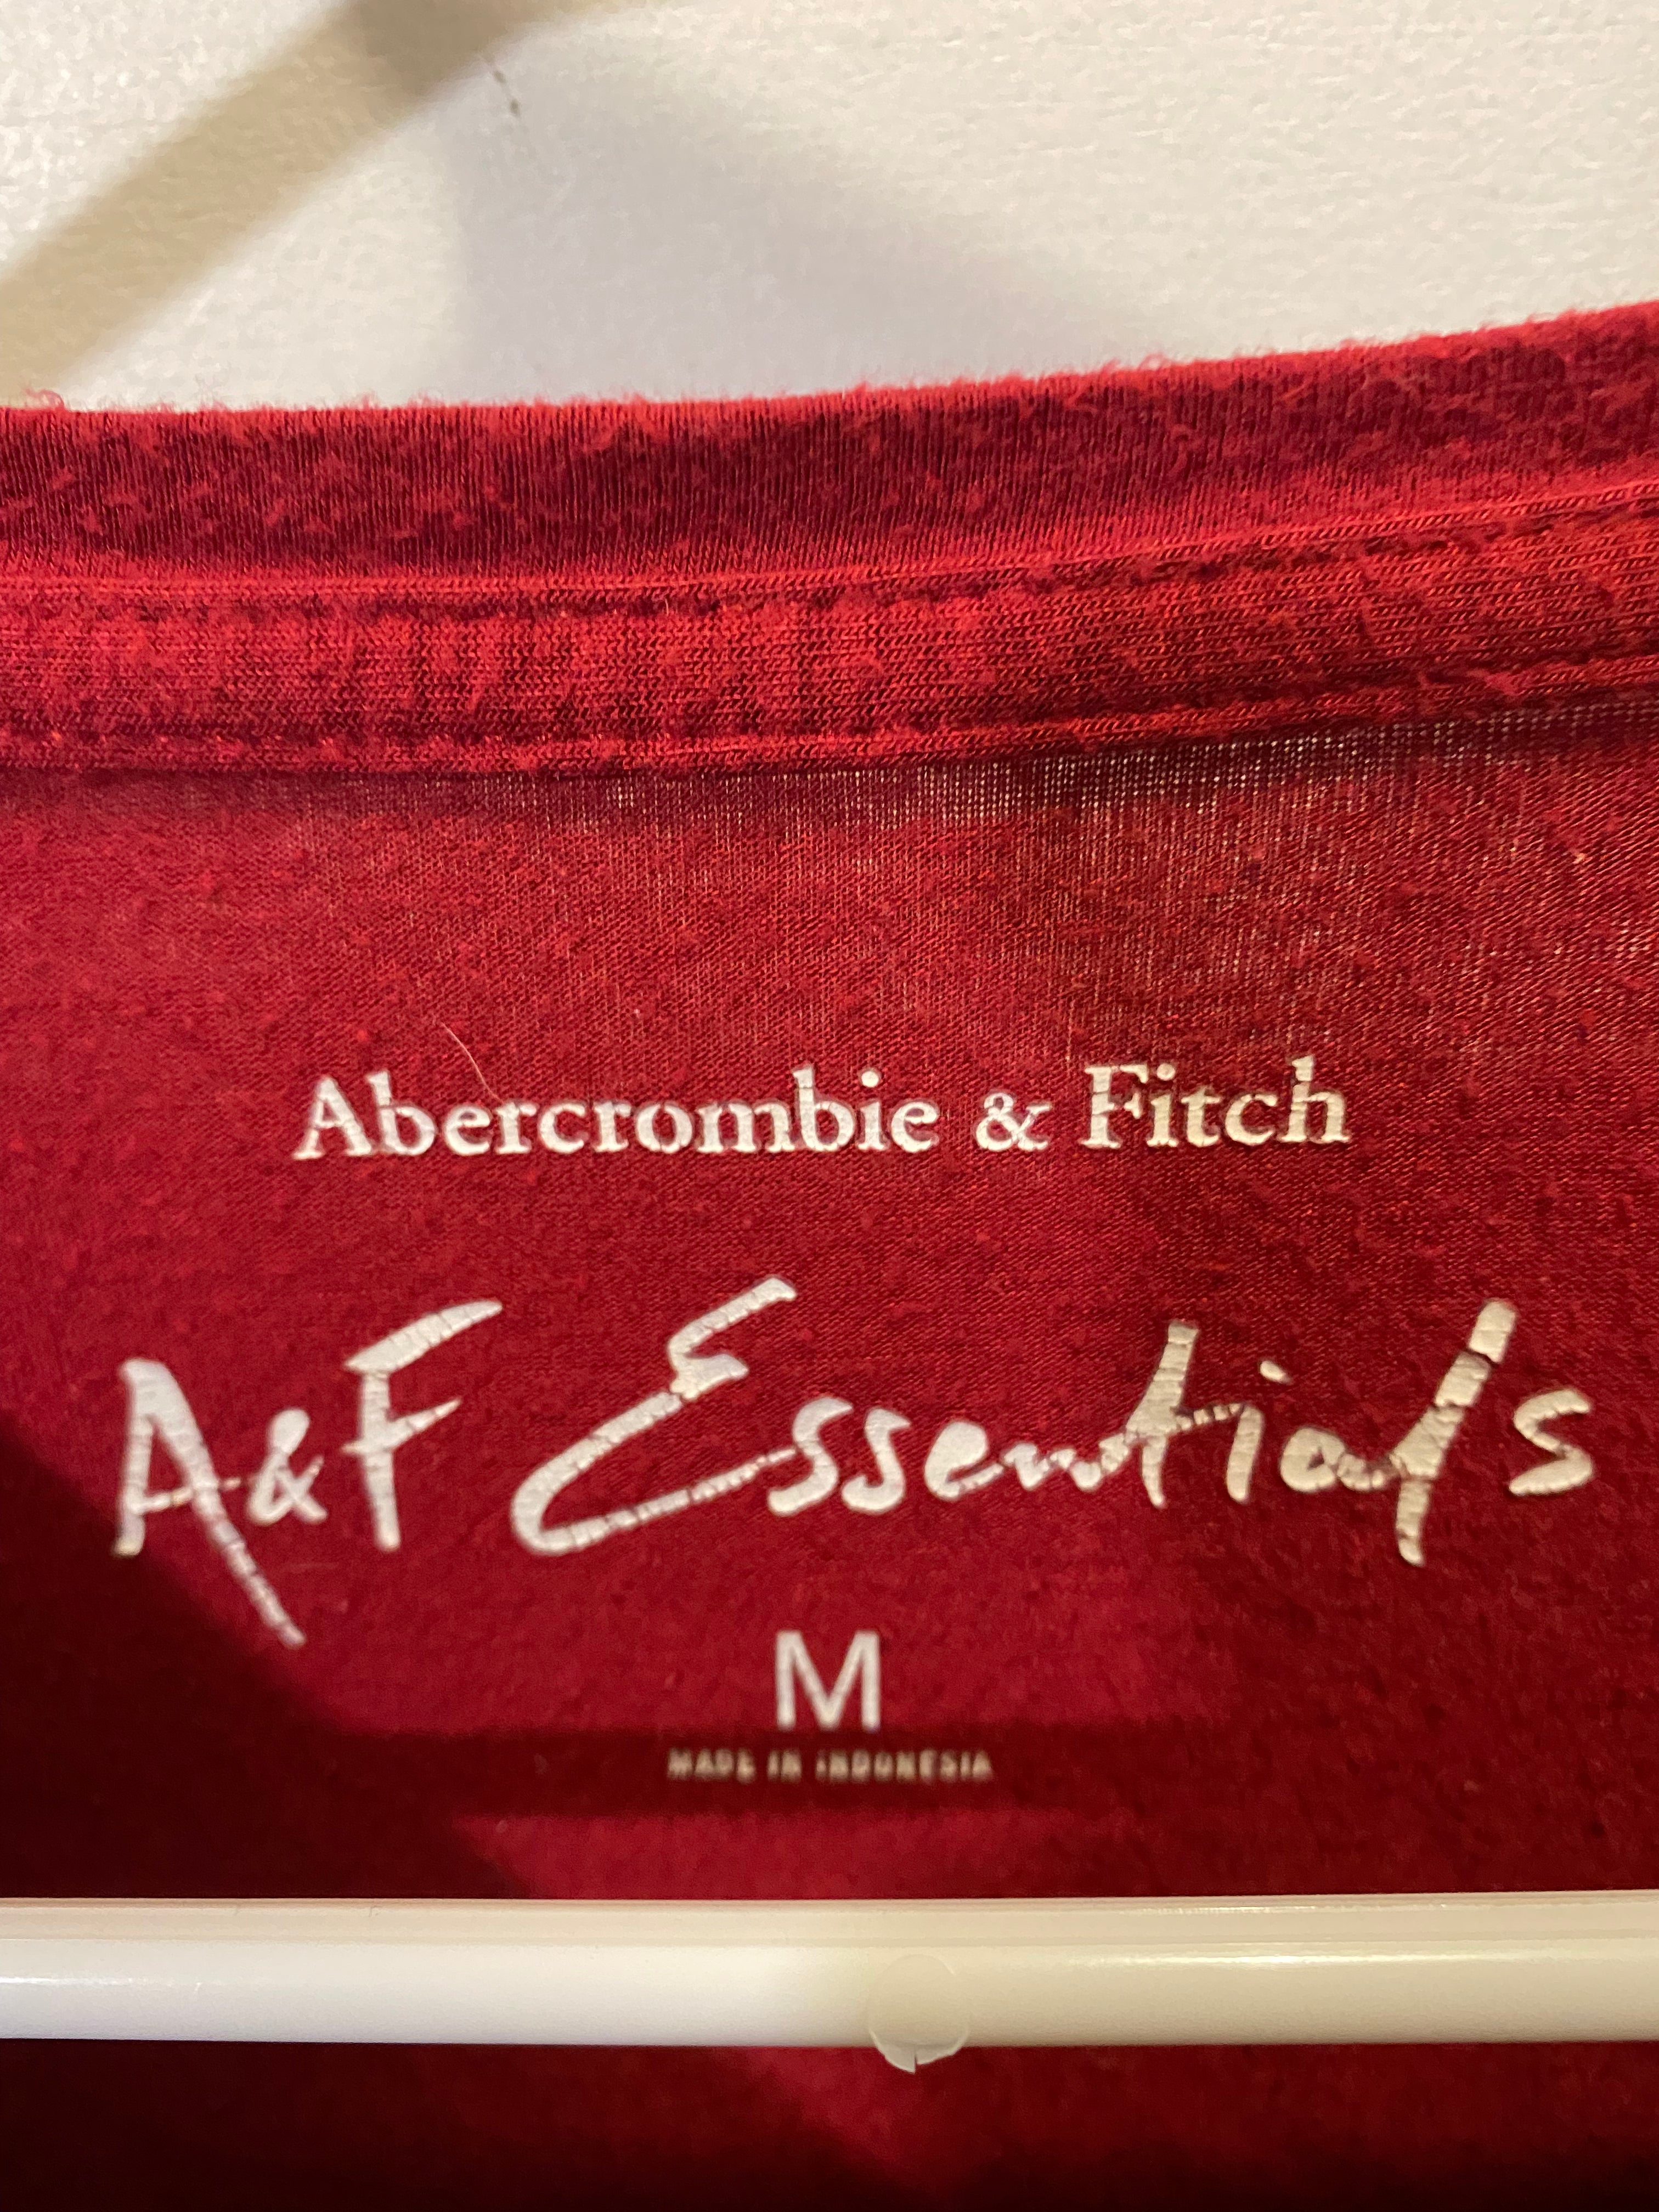 Abercrombie & Fitch
A&F Essentials
M
MADE IN INDONESIA